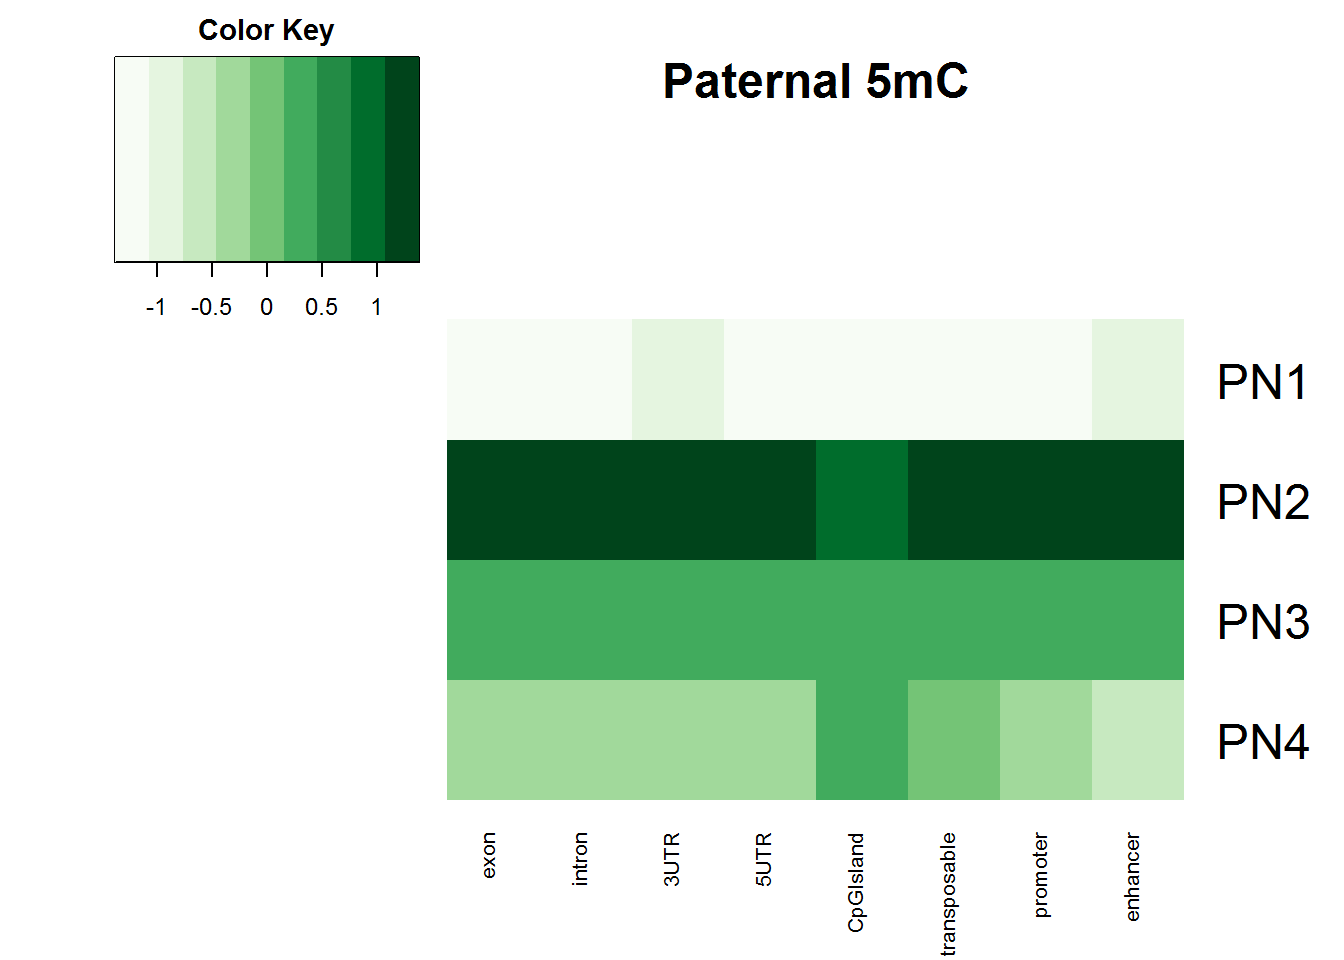 Color Key
Paternal 5mC
-1 -0.5 0 0.5 1
PN1
PN2
PN3
PN4
exon intron 3UTR 5UTR CpGIsland transposable promoter enhancer